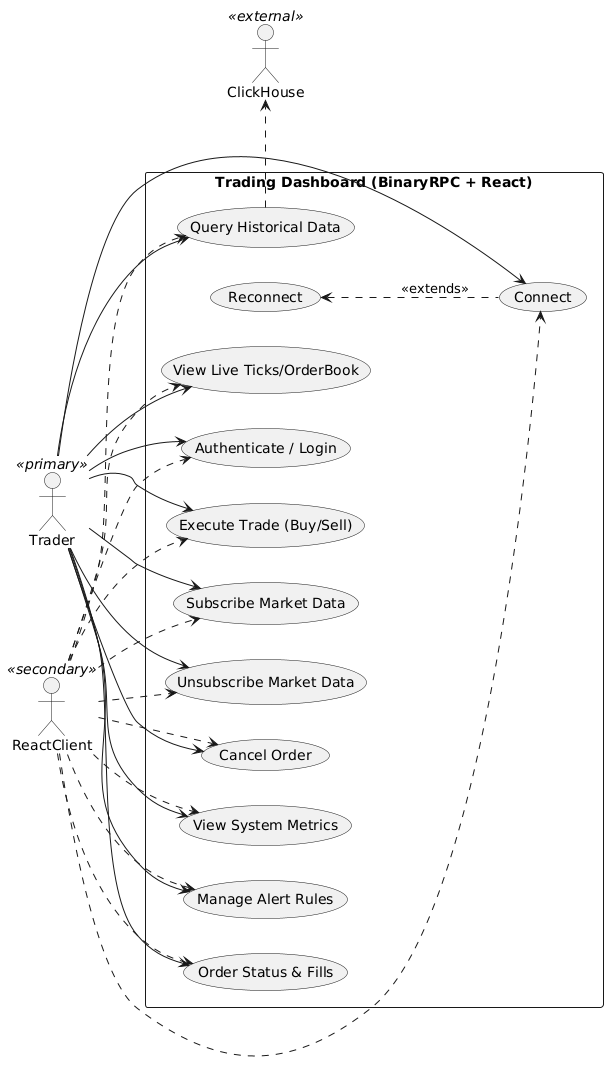 «external»
ClickHouse
Trading Dashboard (BinaryRPC + React)
Query Historical Data
Reconnect
«extends»
Connect
View Live Ticks/OrderBook
Authenticate / Login
«primary»
Trader
Execute Trade (Buy/Sell)
Subscribe Market Data
«secondary»
ReactClient
Unsubscribe Market Data
Cancel Order
View System Metrics
Manage Alert Rules
Order Status & Fills